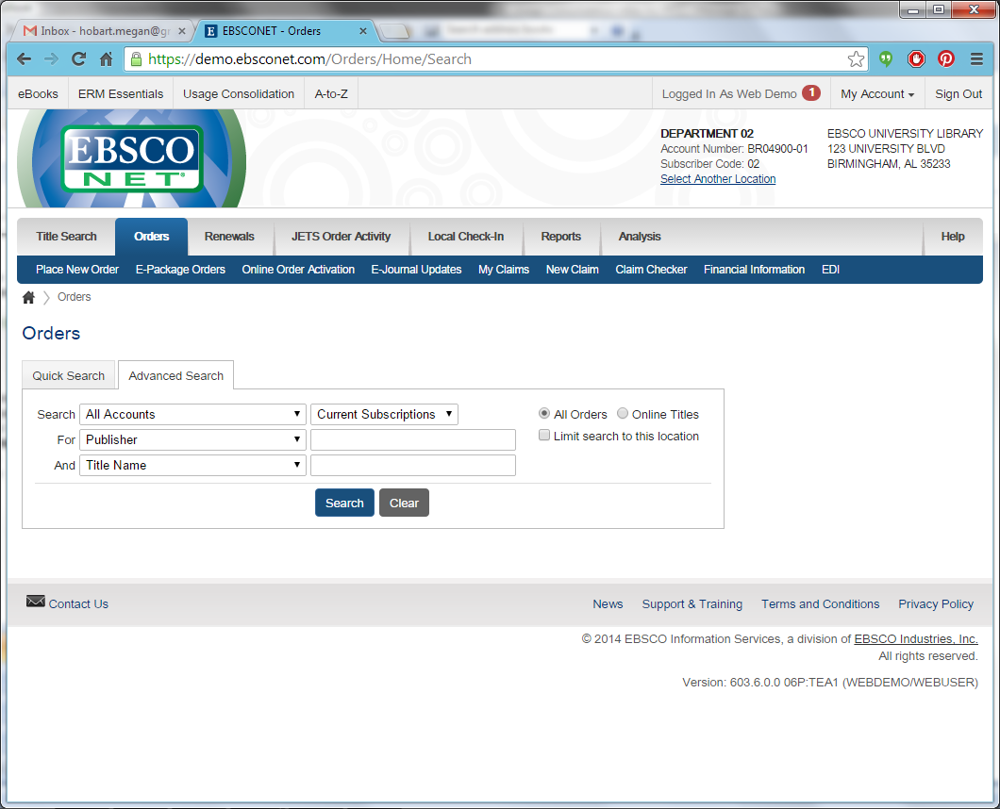 Inbox - hobart.megan@gr
EBSCONET - Orders
https://demo.ebsconet.com/Orders/Home/Search
eBooks ERM Essentials Usage Consolidation A-to-Z Logged In As Web Demo 1 My Account Sign Out
EBSCO
NET®
DEPARTMENT 02
Account Number: BR04900-01
Subscriber Code: 02
Select Another Location
EBSCO UNIVERSITY LIBRARY
123 UNIVERSITY BLVD
BIRMINGHAM, AL 35233
Title Search Orders Renewals JETS Order Activity Local Check-In Reports Analysis Help
Place New Order E-Package Orders Online Order Activation E-Journal Updates My Claims New Claim Claim Checker Financial Information EDI
Orders
Orders
Quick Search Advanced Search
Search All Accounts Current Subscriptions All Orders Online Titles
For Publisher Limit search to this location
And Title Name
Search Clear
Contact Us News Support & Training Terms and Conditions Privacy Policy
© 2014 EBSCO Information Services, a division of EBSCO Industries, Inc.
All rights reserved.
Version: 603.6.0.0 06P:TEA1 (WEBDEMO/WEBUSER)